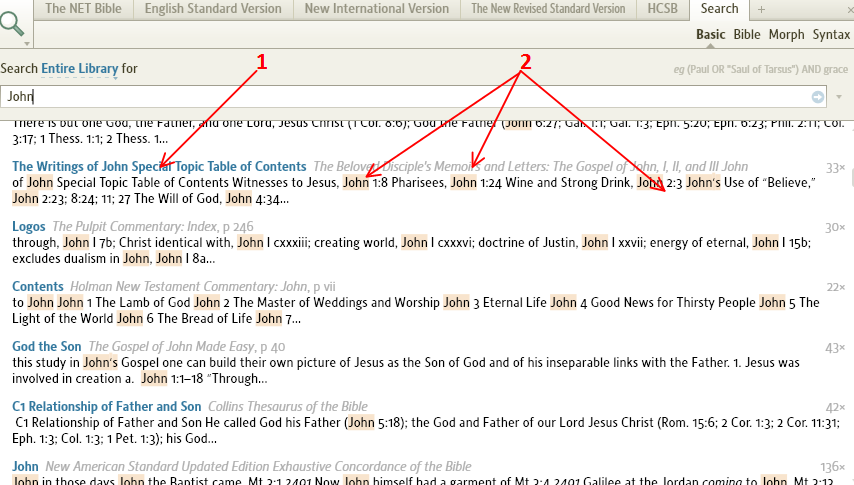 The NET Bible English Standard Version New International Version The New Revised Standard Version HCSB Search +
Basic Bible Morph Syntax
1 2
Search Entire Library for eg (Paul OR "Saul of Tarsus") AND grace
John
There is but one God, the Father, and one Lord, Jesus Christ (1 Cor. 8:6); God the Father (John 6:27; Gal. 1:1; Gal. 1:3; Eph. 5:20; Eph. 6:23; Phil. 2:11; Col.
3:17; 1 Thess. 1:1; 2 Thess. 1...
The Writings of John Special Topic Table of Contents The Beloved Disciple's Memoirs and Letters: The Gospel of John, I, II, and III John 33×
of John Special Topic Table of Contents Witnesses to Jesus, John 1:8 Pharisees, John 1:24 Wine and Strong Drink, John 2:3 John's Use of “Believe,”
John 2:23; 8:24; 11; 27 The Will of God, John 4:34...
Logos The Pulpit Commentary: Index, p 246 30×
through, John I 7b; Christ identical with, John I cxxxiii; creating world, John I cxxxvi; doctrine of Justin, John I xxvii; energy of eternal, John I 15b;
excludes dualism in John, John I 8a...
Contents Holman New Testament Commentary: John, p vii 22×
to John John 1 The Lamb of God John 2 The Master of Weddings and Worship John 3 Eternal Life John 4 Good News for Thirsty People John 5 The
Light of the World John 6 The Bread of Life John 7...
God the Son The Gospel of John Made Easy, p 40 43×
this study in John's Gospel one can build their own picture of Jesus as the Son of God and of his inseparable links with the Father. 1. Jesus was
involved in creation a. John 1:1–18 “Through...
C1 Relationship of Father and Son Collins Thesaurus of the Bible 42×
C1 Relationship of Father and Son He called God his Father (John 5:18); the God and Father of our Lord Jesus Christ (Rom. 15:6; 2 Cor. 1:3; 2 Cor. 11:31;
Eph. 1:3; Col. 1:3; 1 Pet. 1:3); his God...
John New American Standard Updated Edition Exhaustive Concordance of the Bible 136×
John in those days John the Baptist came, Mt 3:1 2401 Now John himself had a garment of Mt 3:4 2401 Galilee at the Jordan coming to John, Mt 3:13